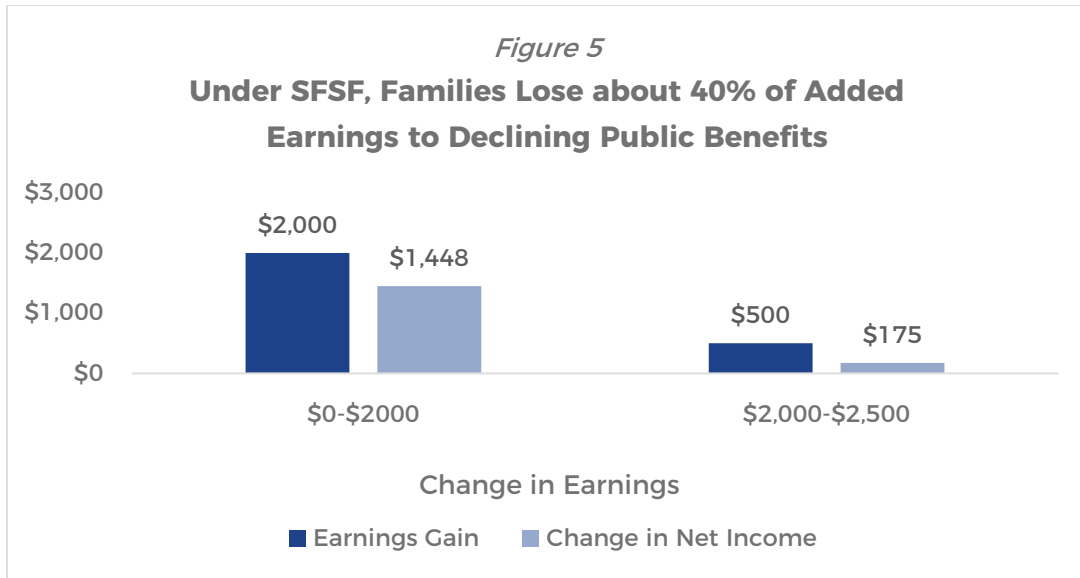 Figure 5
Under SFSF, Families Lose about 40% of Added
Earnings to Declining Public Benefits
$3,000
$2,000
$1,000
$0
$2,000
$1,448
$500
$175
$0-$2000
$2,000-$2,500
Change in Earnings
Earnings Gain
Change in Net Income